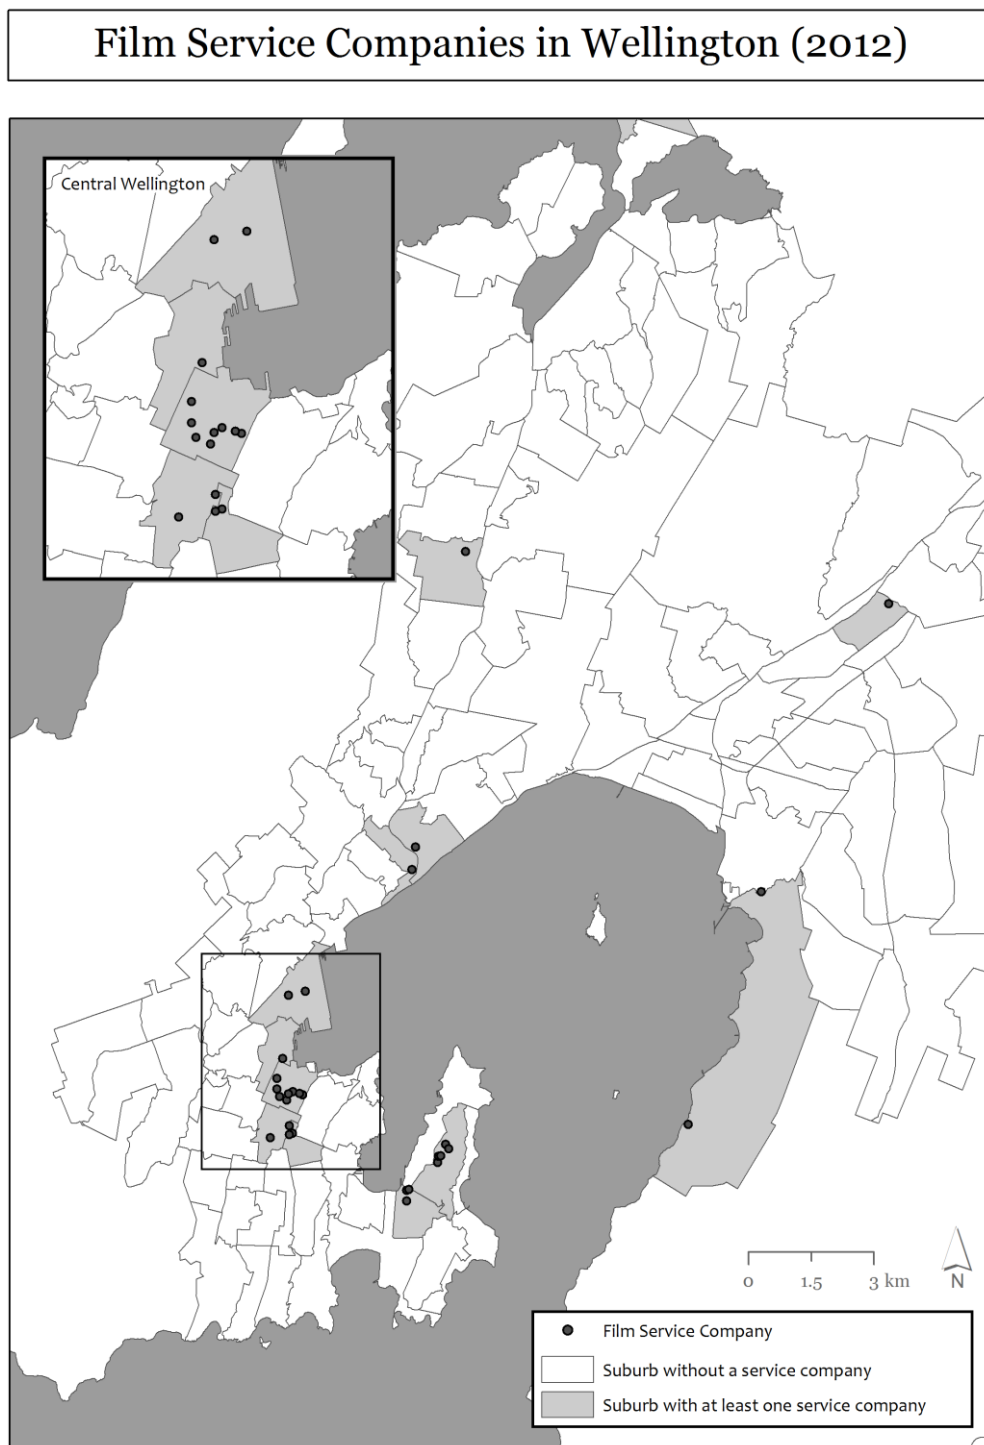 Film Service Companies in Wellington (2012)
Central Wellington
0 1.5 3 km
N
Film Service Company
Suburb without a service company
Suburb with at least one service company